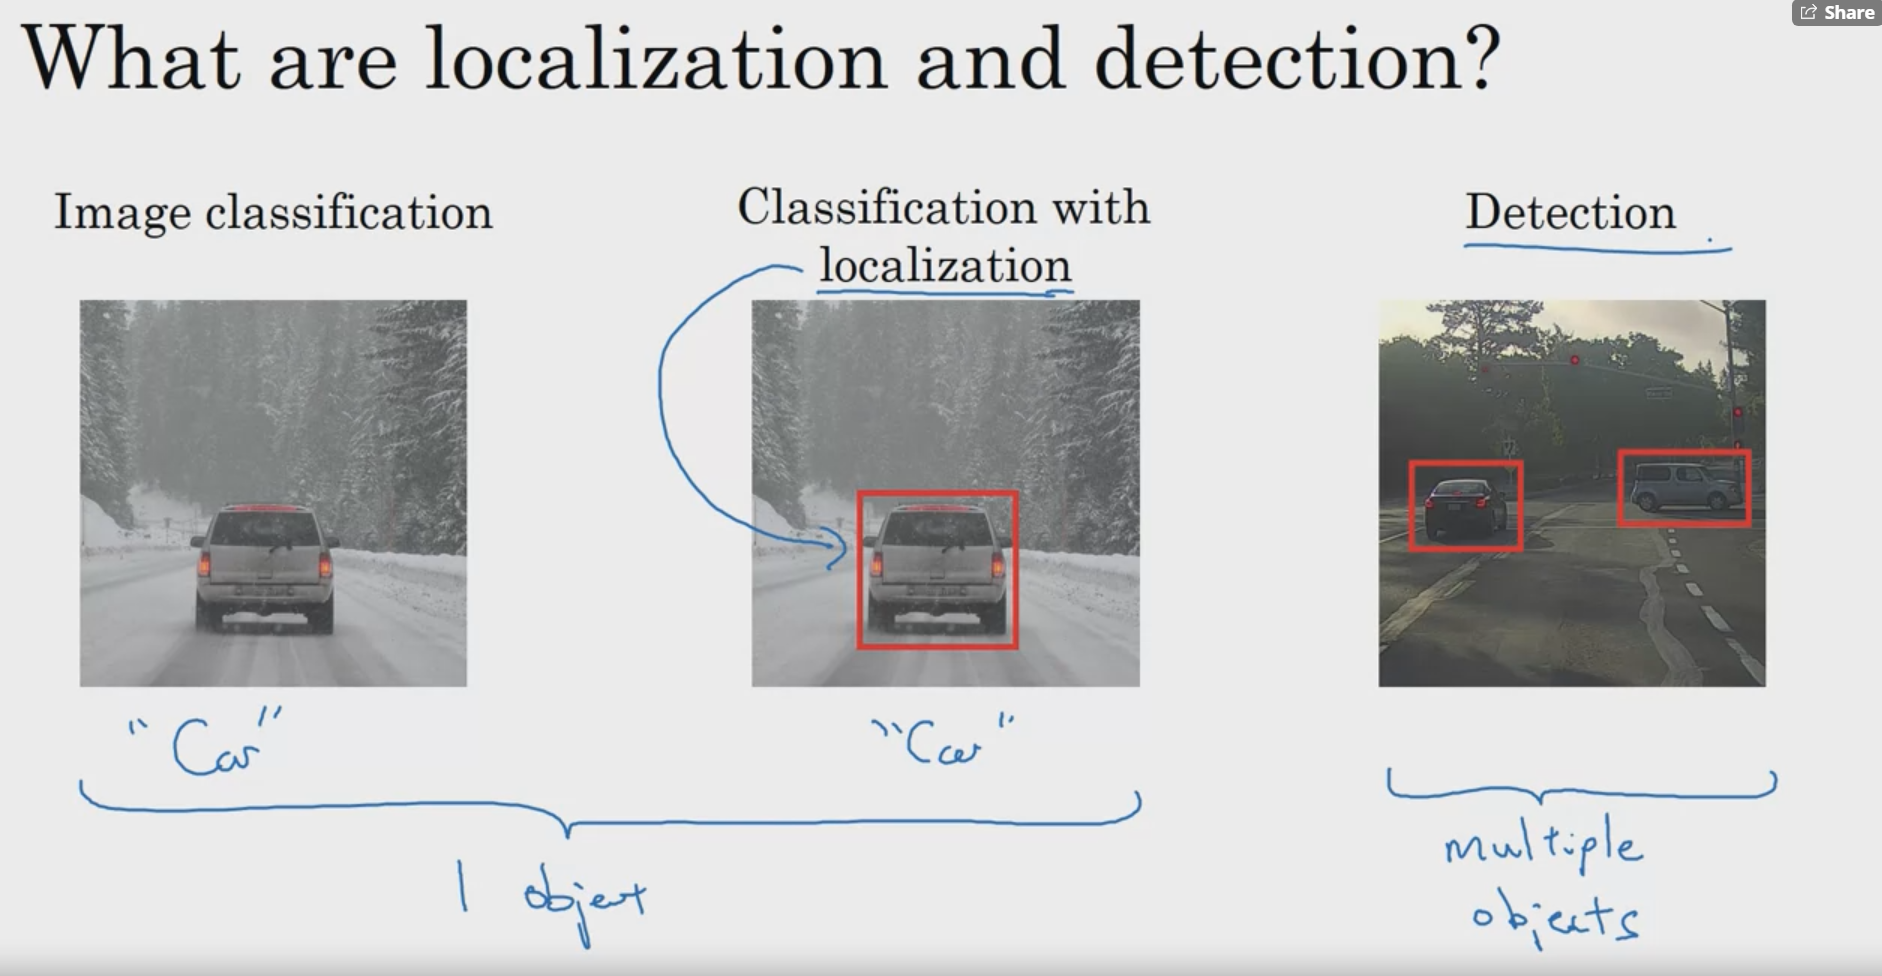 Share
What are localization and detection?
Image classification
Classification with
localization
Detection
"Car"
"Car"
1 object
multiple
objects